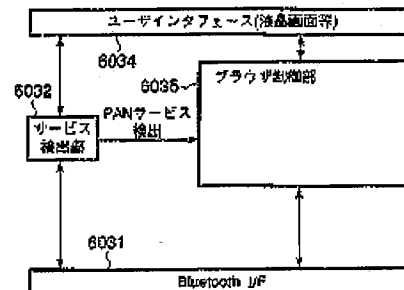 ユーザインタフェース(液晶画面等)
6034
6032
6035
ブラウザ制御部
PANサービス
検出
サービス
検出部
6031
Bluetooth I/F